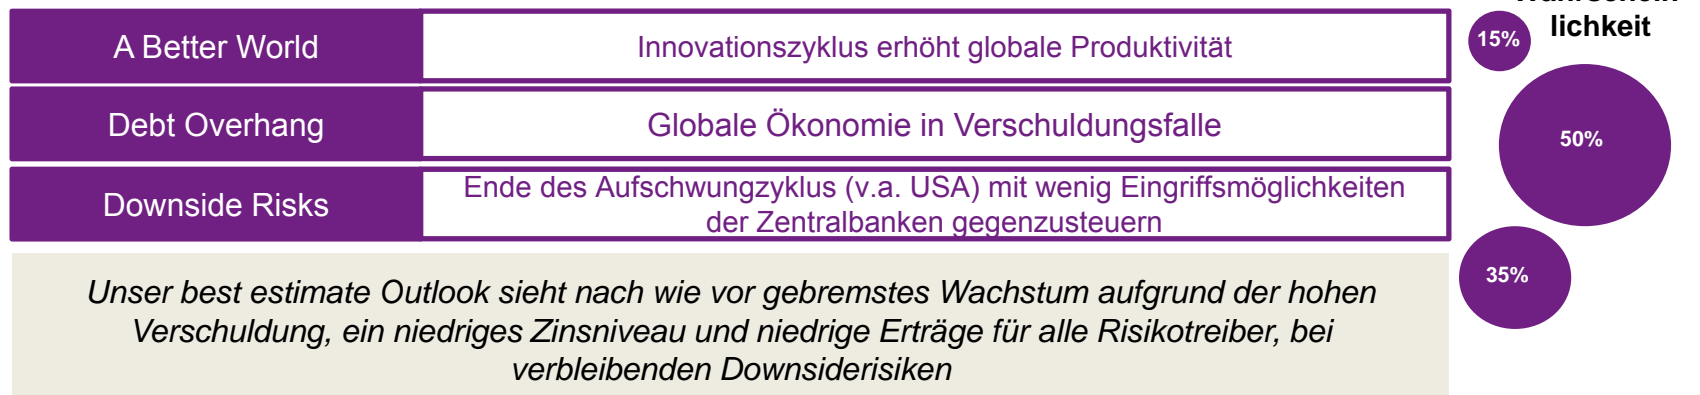 A Better World
Innovationszyklus erhöht globale Produktivität
15%
lichkeit
Debt Overhang
Globale Ökonomie in Verschuldungsfalle
50%
Downside Risks
Ende des Aufschwungzyklus (v.a. USA) mit wenig Eingriffsmöglichkeiten
der Zentralbanken gegenzusteuern
35%
Unser best estimate Outlook sieht nach wie vor gebremstes Wachstum aufgrund der hohen
Verschuldung, ein niedriges Zinsniveau und niedrige Erträge für alle Risikotreiber, bei
verbleibenden Downsiderisiken